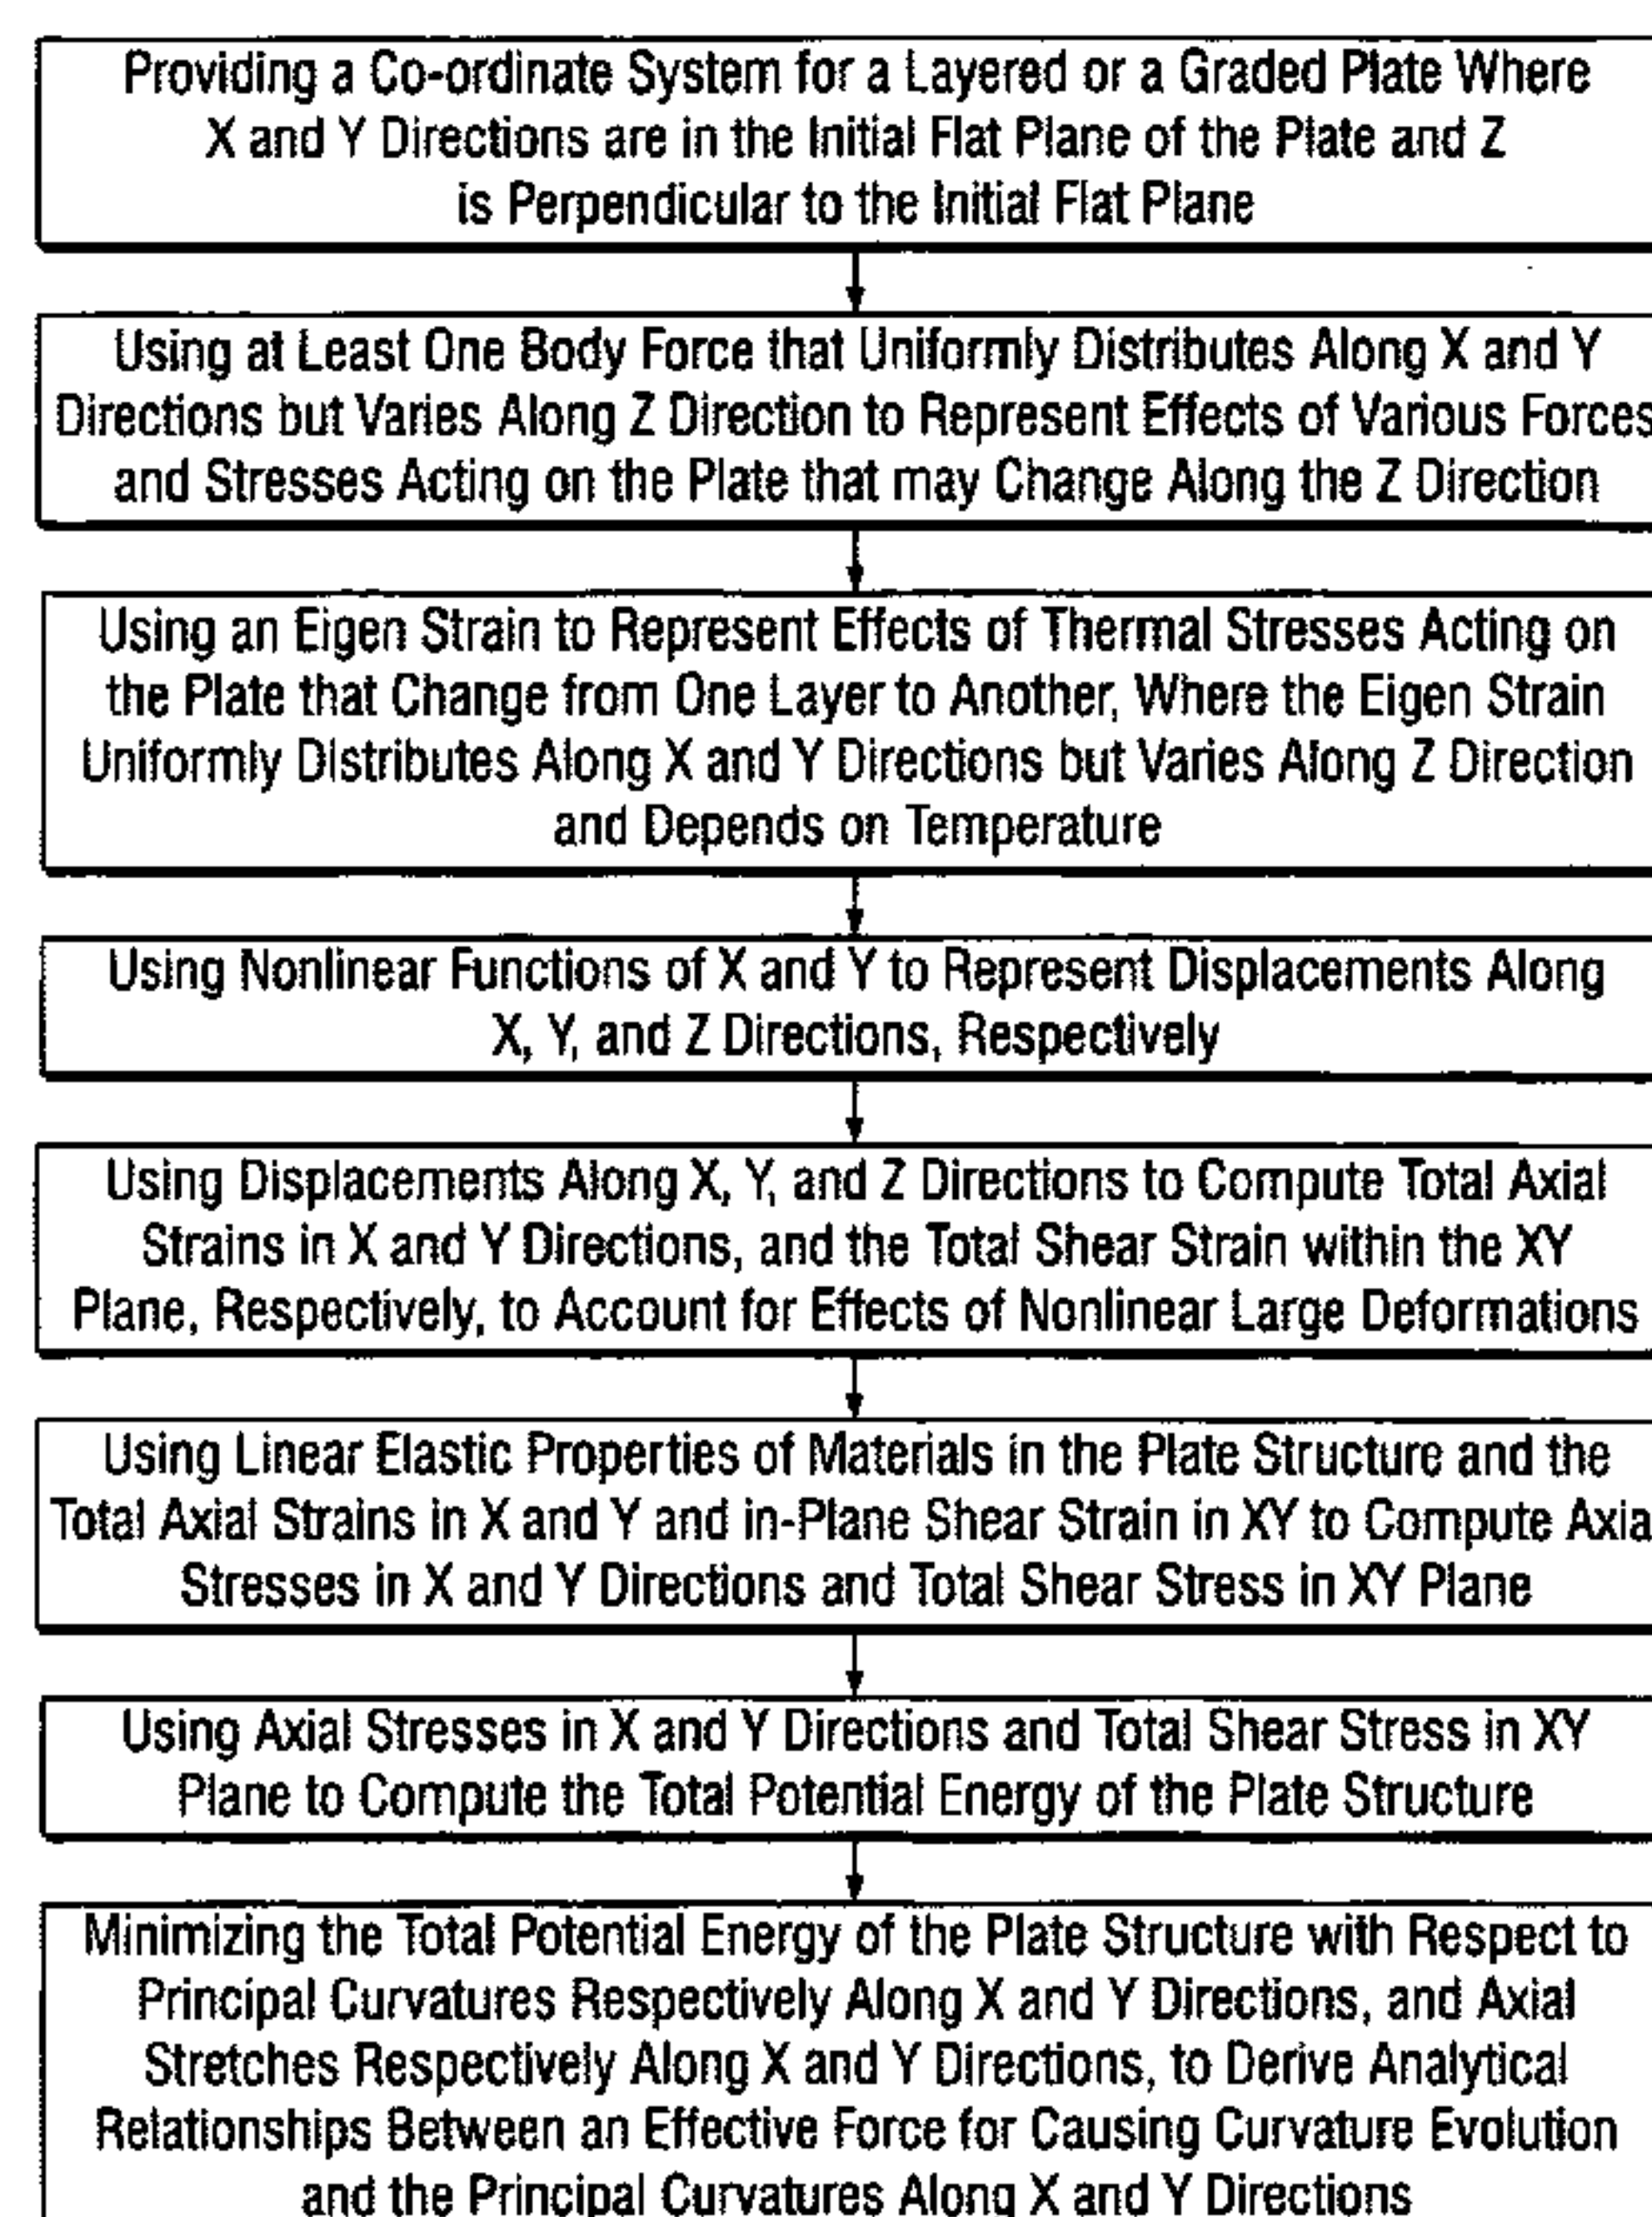 Providing a Co-ordinate System for a Layered or a Graded Plate Where
X and Y Directions are in the Initial Flat Plane of the Plate and Z
is Perpendicular to the Initial Flat Plane
Using at Least One Body Force that Uniformly Distributes Along X and Y
Directions but Varies Along Z Direction to Represent Effects of Various Forces
and Stresses Acting on the Plate that may Change Along the Z Direction
Using an Eigen Strain to Represent Effects of Thermal Stresses Acting on
the Plate that Change from One Layer to Another, Where the Eigen Strain
Uniformly Distributes Along X and Y Directions but Varies Along Z Direction
and Depends on Temperature
Using Nonlinear Functions of X and Y to Represent Displacements Along
X, Y, and Z Directions, Respectively
Using Displacements Along X, Y, and Z Directions to Compute Total Axial
Strains in X and Y Directions, and the Total Shear Strain within the XY
Plane, Respectively, to Account for Effects of Nonlinear Large Deformations
Using Linear Elastic Properties of Materials in the Plate Structure and the
Total Axial Strains in X and Y and in-Plane Shear Strain in XY to Compute Axia
Stresses in X and Y Directions and Total Shear Stress in XY Plane
Using Axial Stresses in X and Y Directions and Total Shear Stress in XY
Plane to Compute the Total Potential Energy of the Plate Structure
Minimizing the Total Potential Energy of the Plate Structure with Respect to
Principal Curvatures Respectively Along X and Y Directions, and Axial
Stretches Respectively Along X and Y Directions, to Derive Analytical
Relationships Between an Effective Force for Causing Curvature Evolution
and the Principal Curvatures Along X and Y Directions